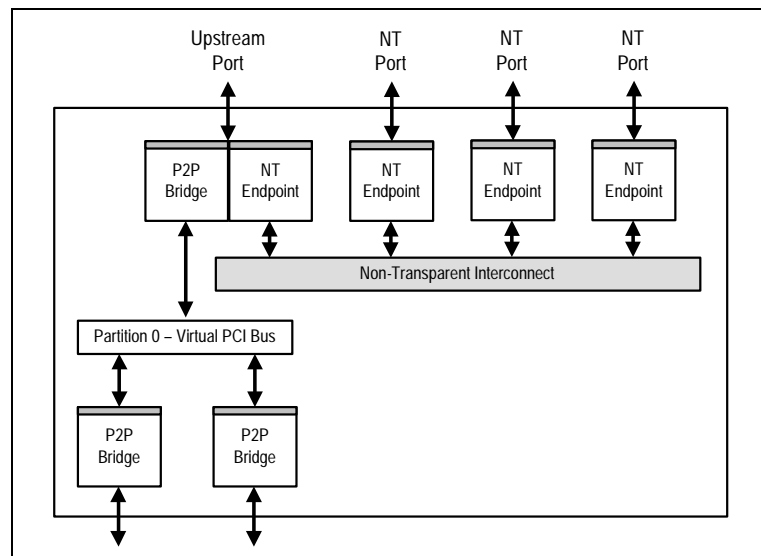 Upstream Port
NT Port
NT Port
NT Port
P2P Bridge
NT Endpoint
NT Endpoint
NT Endpoint
NT Endpoint
Non-Transparent Interconnect
Partition 0 – Virtual PCI Bus
P2P Bridge
P2P Bridge